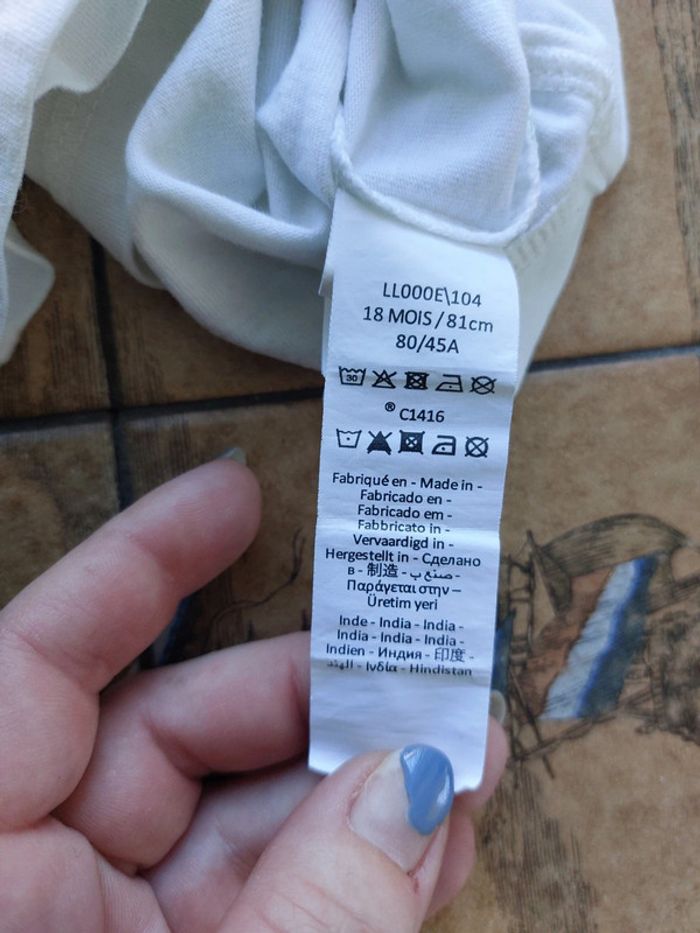 LL000E\104
18 MOIS / 81cm
80/45A
30
® C1416
Fabriqué en - Made in -
Fabricado en -
Fabricado em -
Fabbricato in -
Vervaardigd in -
Hergestellt in - Сделано
в - 制造 - صنع ب -
Παράγεται στην –
Üretim yeri
Inde - India - India -
India - India - India -
Indien - Индия - 印度 -
الهند - Ινδία - Hindistan